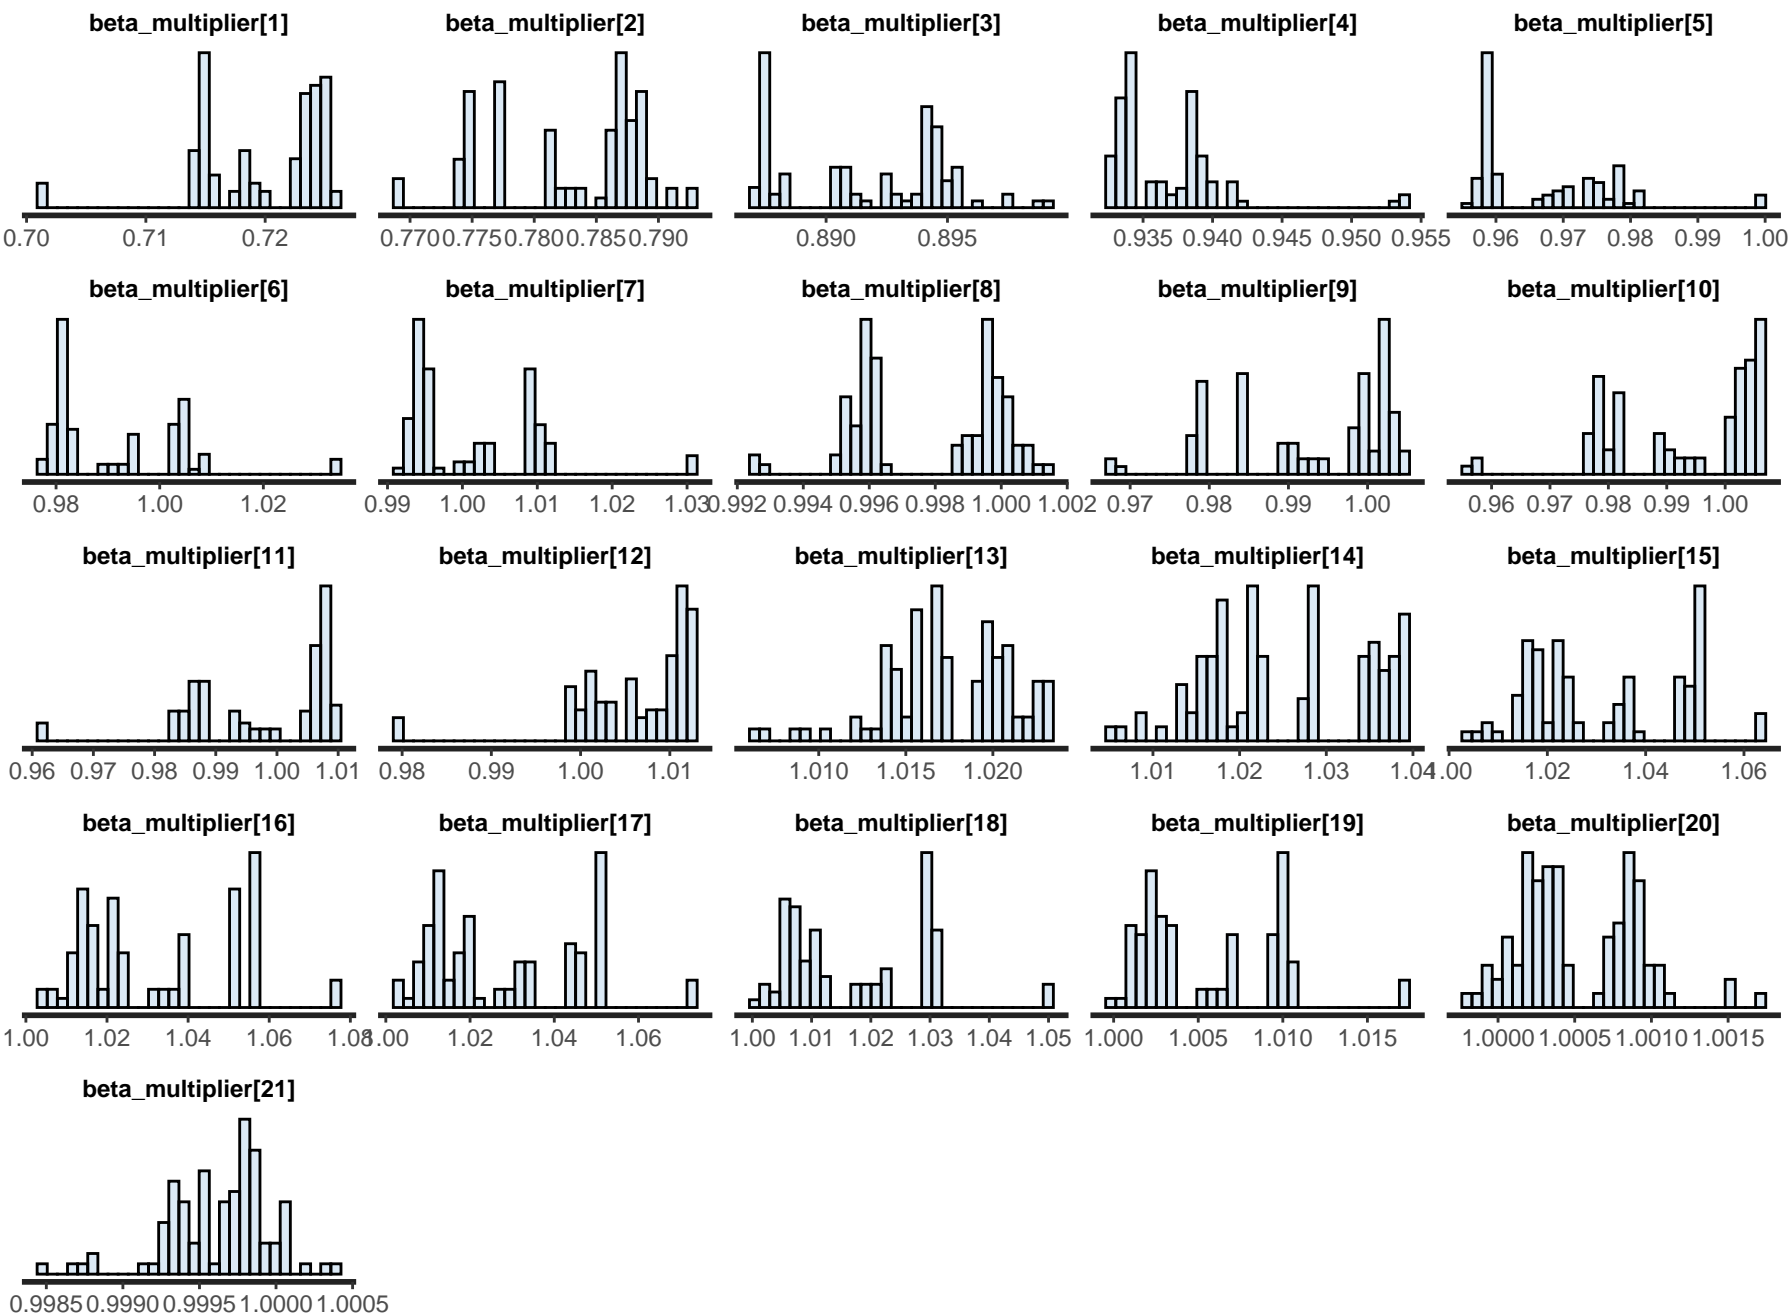 beta_multiplier[1] beta_multiplier[2] beta_multiplier[3] beta_multiplier[4] beta_multiplier[5]
0.70 0.71 0.72 0.770 0.775 0.780 0.785 0.790 0.890 0.895 0.935 0.940 0.945 0.950 0.955 0.96 0.97 0.98 0.99 1.00
beta_multiplier[6] beta_multiplier[7] beta_multiplier[8] beta_multiplier[9] beta_multiplier[10]
0.98 1.00 1.02 0.99 1.00 1.01 1.02 1.03 0.992 0.994 0.996 0.998 1.000 1.002 0.97 0.98 0.99 1.00 0.96 0.97 0.98 0.99 1.00
beta_multiplier[11] beta_multiplier[12] beta_multiplier[13] beta_multiplier[14] beta_multiplier[15]
0.96 0.97 0.98 0.99 1.00 1.01 0.98 0.99 1.00 1.01 1.010 1.015 1.020 1.01 1.02 1.03 1.04 1.00 1.02 1.04 1.06
beta_multiplier[16] beta_multiplier[17] beta_multiplier[18] beta_multiplier[19] beta_multiplier[20]
1.00 1.02 1.04 1.06 1.08 1.00 1.02 1.04 1.06 1.00 1.01 1.02 1.03 1.04 1.05 1.000 1.005 1.010 1.015 1.0000 1.0005 1.0010 1.0015
beta_multiplier[21]
0.9985 0.9990 0.9995 1.0000 1.0005